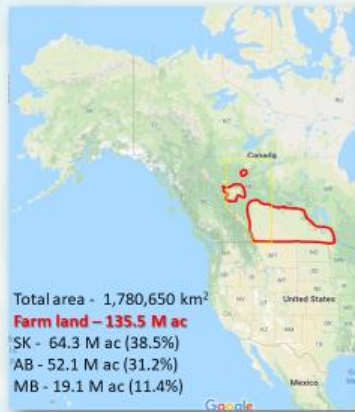 Canada
Total area - 1,780,650 km²
Farm land – 135.5 M ac
SK - 64.3 M ac (38.5%)
United States
AB - 52.1 M ac (31.2%)
MB - 19.1 M ac (11.4%)
Mexico
Google